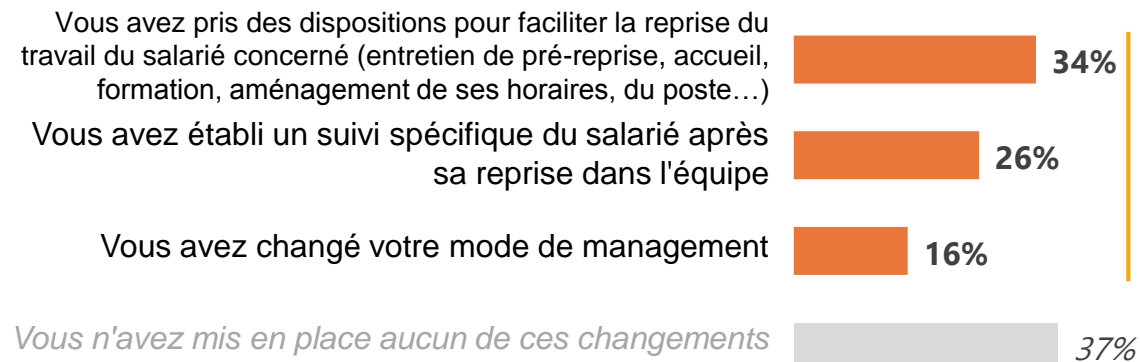 Vous avez pris des dispositions pour faciliter la reprise du
travail du salarié concerné (entretien de pré-reprise, accueil,
formation, aménagement de ses horaires, du poste…)
34%
Vous avez établi un suivi spécifique du salarié après
sa reprise dans l'équipe
26%
Vous avez changé votre mode de management
16%
Vous n'avez mis en place aucun de ces changements
37%